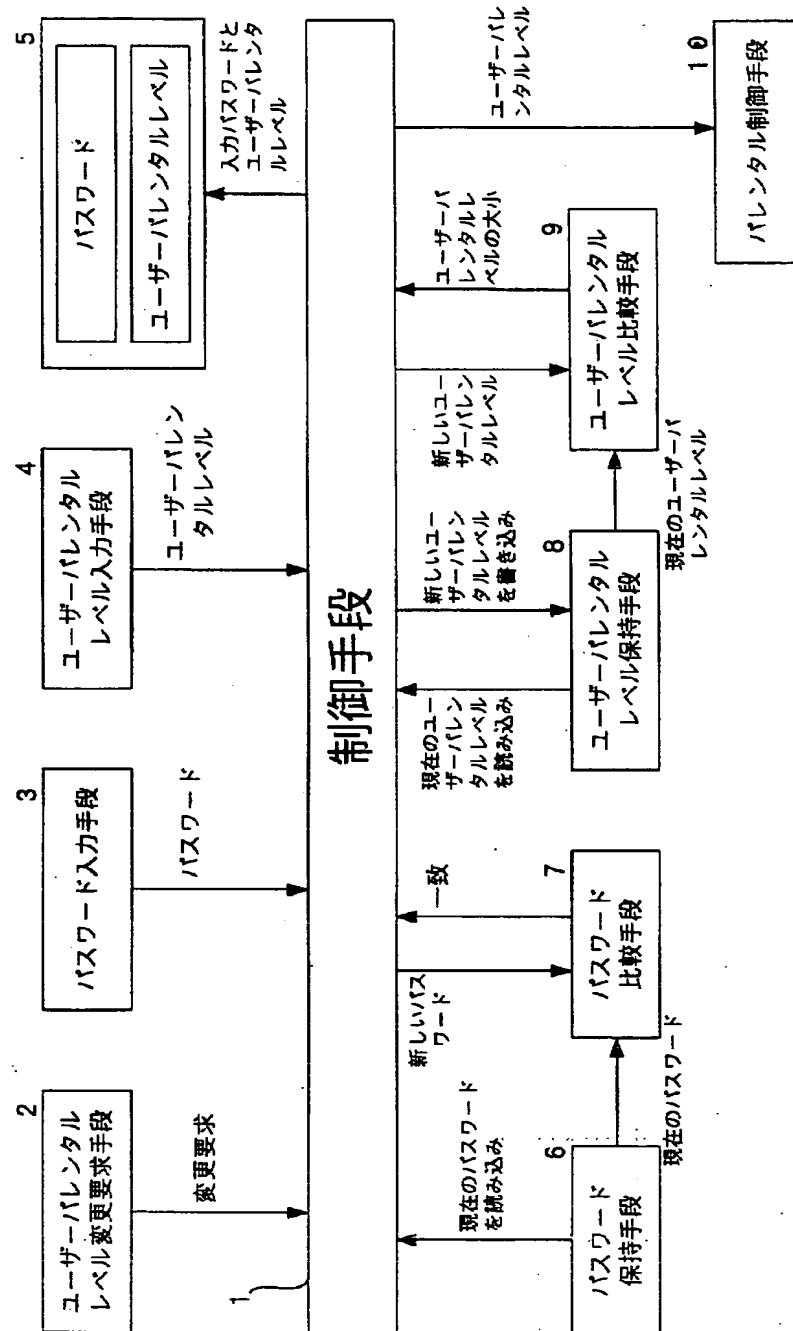 2
ユーザーパレンタル
レベル変更要求手段
変更要求
3
パスワード入力手段
パスワード
4
ユーザーパレンタル
レベル入力手段
ユーザーパレン
タルレベル
5
パスワード
ユーザーパレンタルレベル
入力パスワードと
ユーザーパレンタ
ルレベル
1
制御手段
現在のパスワード
を読み込み
6
パスワード
保持手段
現在のパスワード
新しいパス
ワード
一致
7
パスワード
比較手段
現在のユー
ザーパレン
タルレベル
を読み込み
新しいユー
ザーパレン
タルレベル
を書き込み
8
ユーザーパレンタル
レベル保持手段
現在のユーザーパ
レンタルレベル
新しいユー
ザーパレン
タルレベル
ユーザーパ
レンタルレ
ベルの大小
9
ユーザーパレンタル
レベル比較手段
ユーザーパレ
ンタルレベル
10
パレンタル制御手段